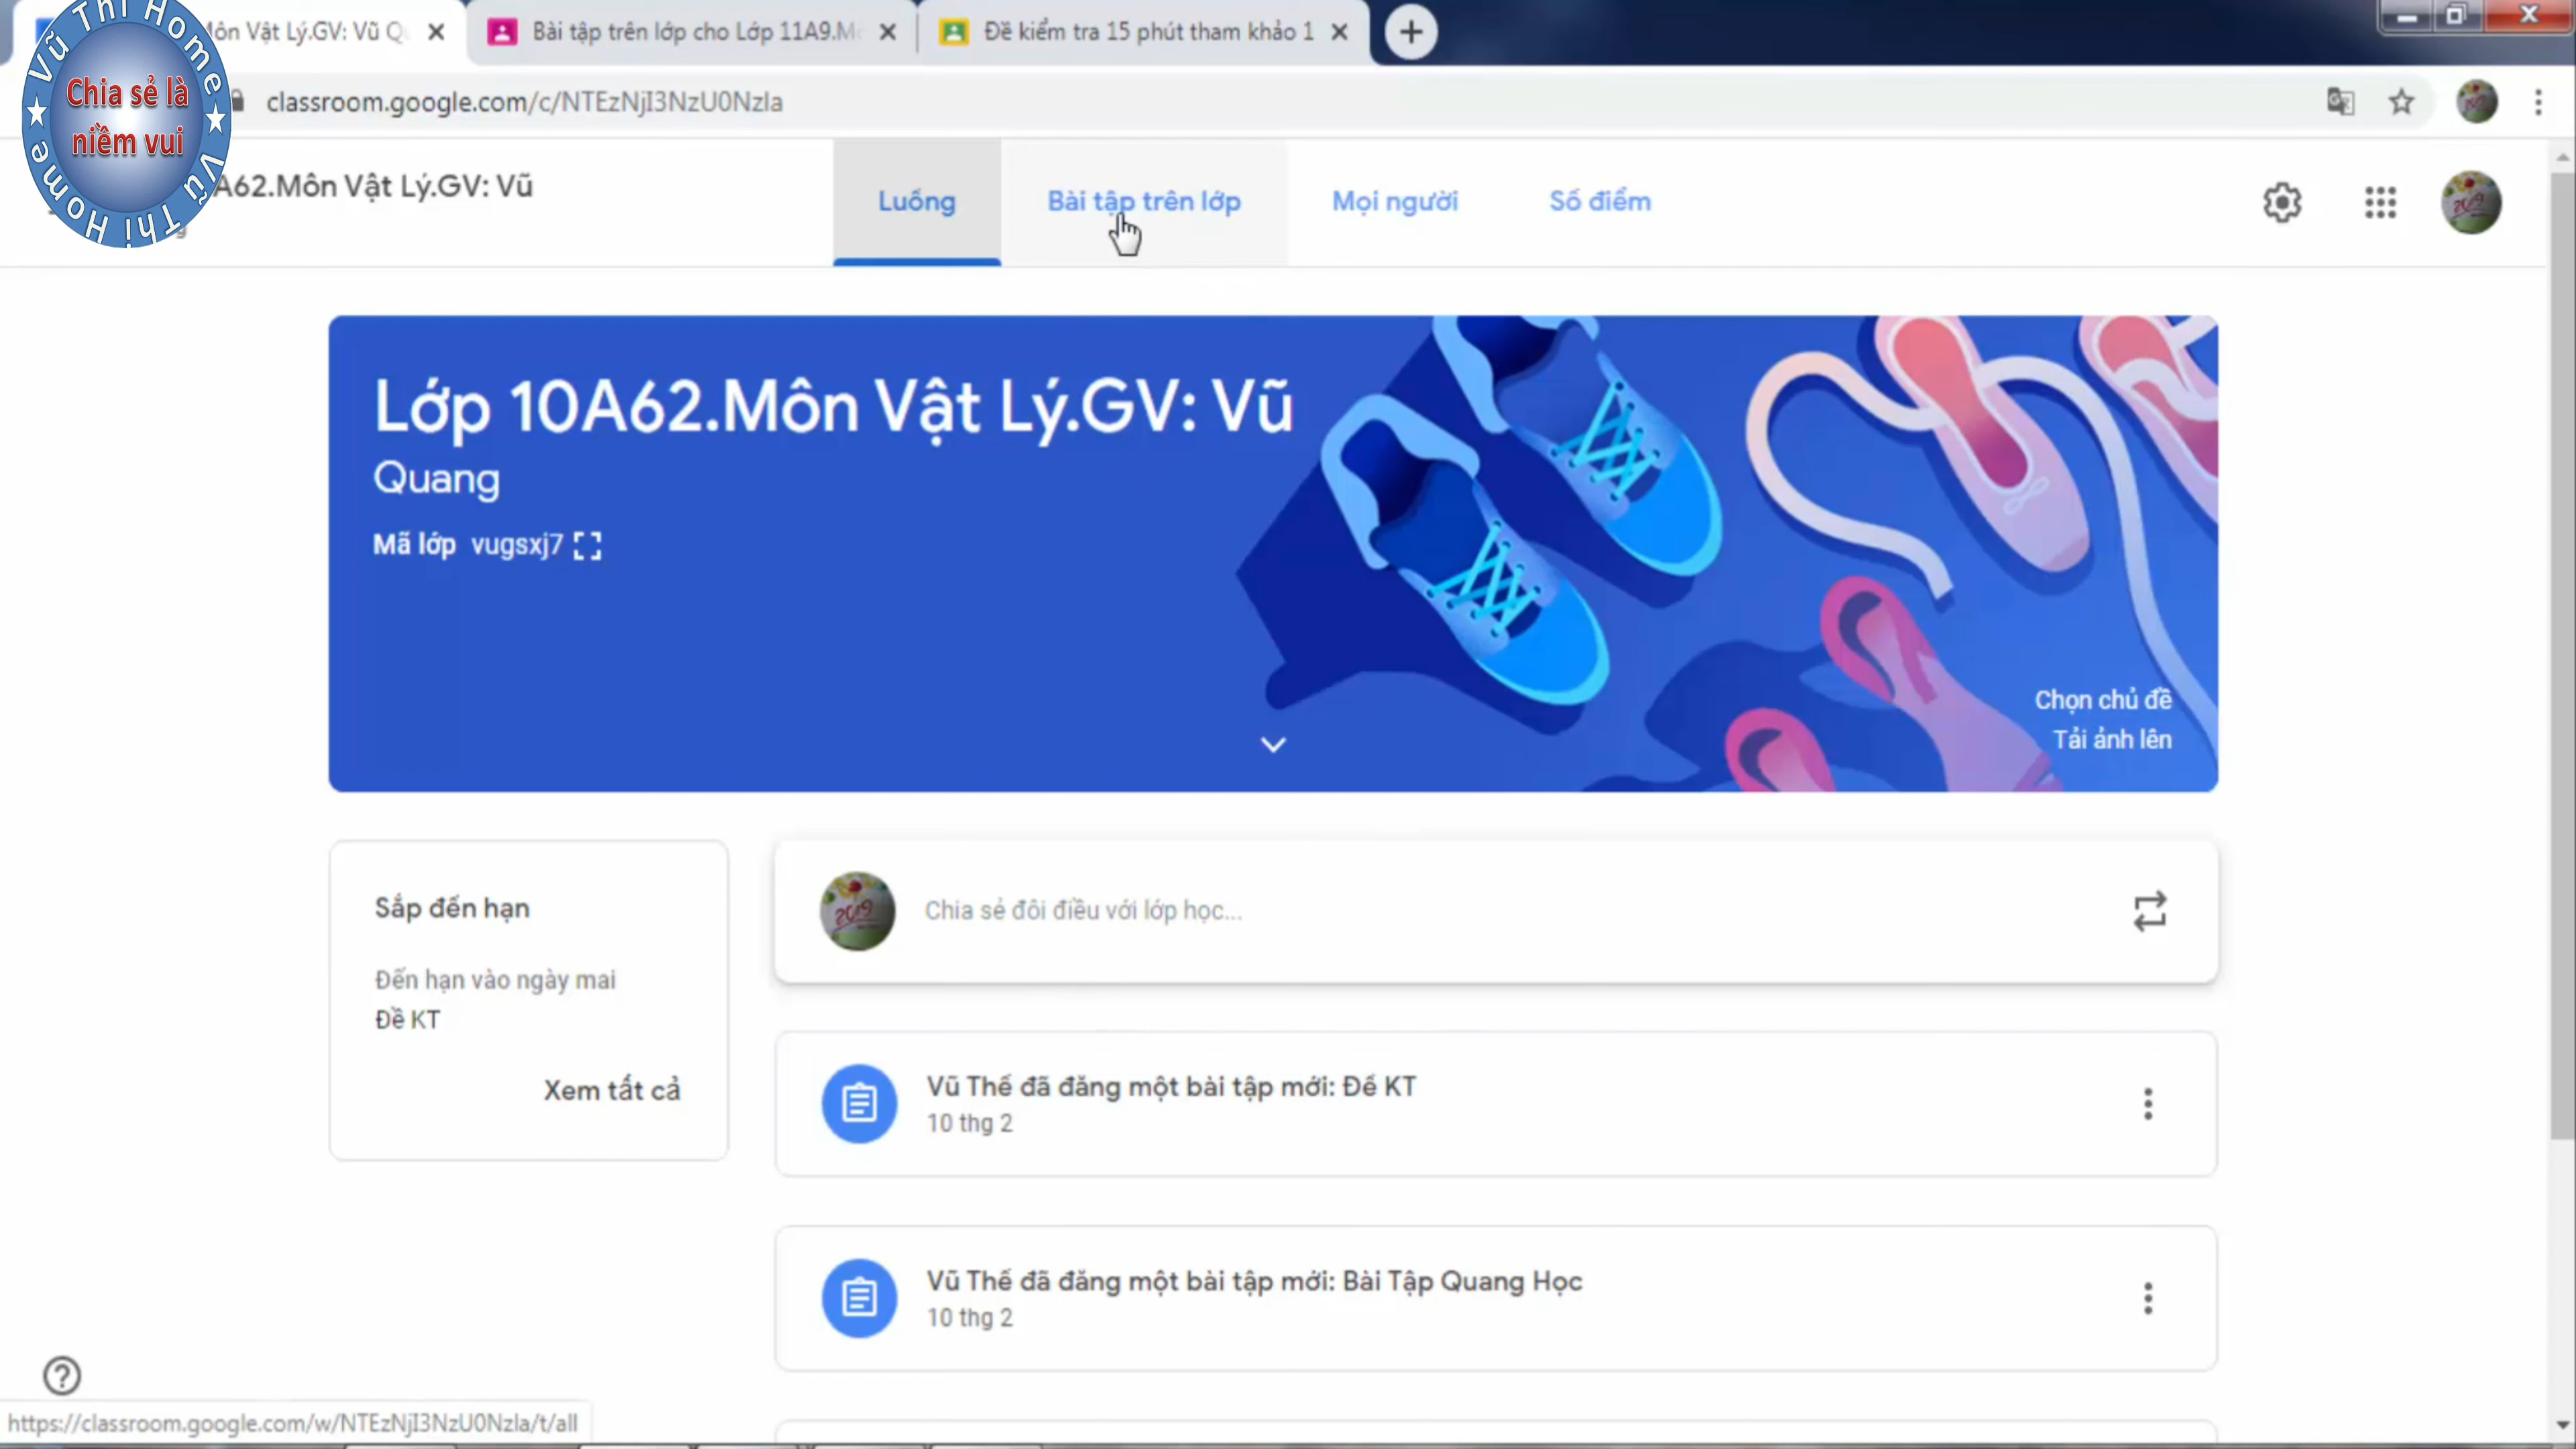 Môn Vật Lý.GV: Vũ Qu
Bài tập trên lớp cho Lớp 11A9.Mô
Đề kiểm tra 15 phút tham khảo 1
Vũ Thi Home
Chia sẻ là
niềm vui
Vũ Thi Home
classroom.google.com/c/NTEzNjI3NzU0Nzla
A62.Môn Vật Lý.GV: Vũ
Luồng
Bài tập trên lớp
Mọi người
Số điểm
Lớp 10A62.Môn Vật Lý.GV: Vũ
Quang
Mã lớp vugsxj7
Chọn chủ đề
Tải ảnh lên
Sắp đến hạn
Đến hạn vào ngày mai
Đề KT
Xem tất cả
2019
Chia sẻ đôi điều với lớp học...
Vũ Thế đã đăng một bài tập mới: Đề KT
10 thg 2
Vũ Thế đã đăng một bài tập mới: Bài Tập Quang Học
10 thg 2
https://classroom.google.com/w/NTEzNjI3NzU0Nzla/t/all